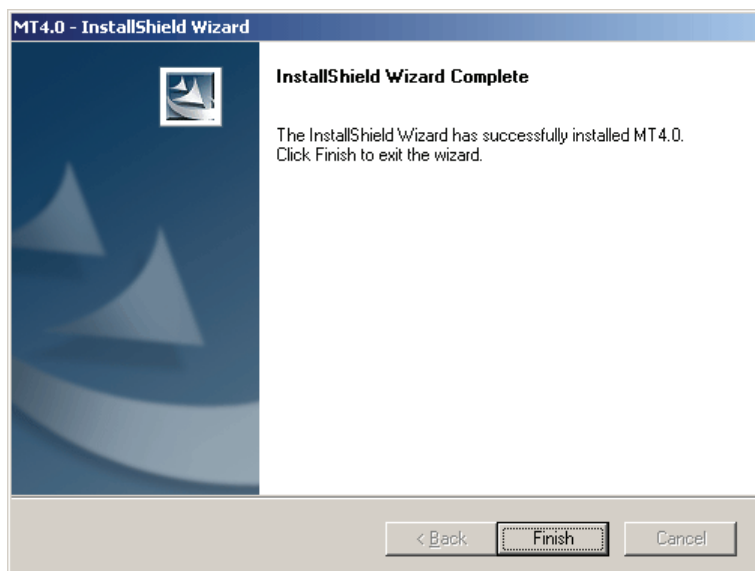 MT4.0 - InstallShield Wizard
InstallShield Wizard Complete
The InstallShield Wizard has successfully installed MT4.0.
Click Finish to exit the wizard.
< Back
Finish
Cancel